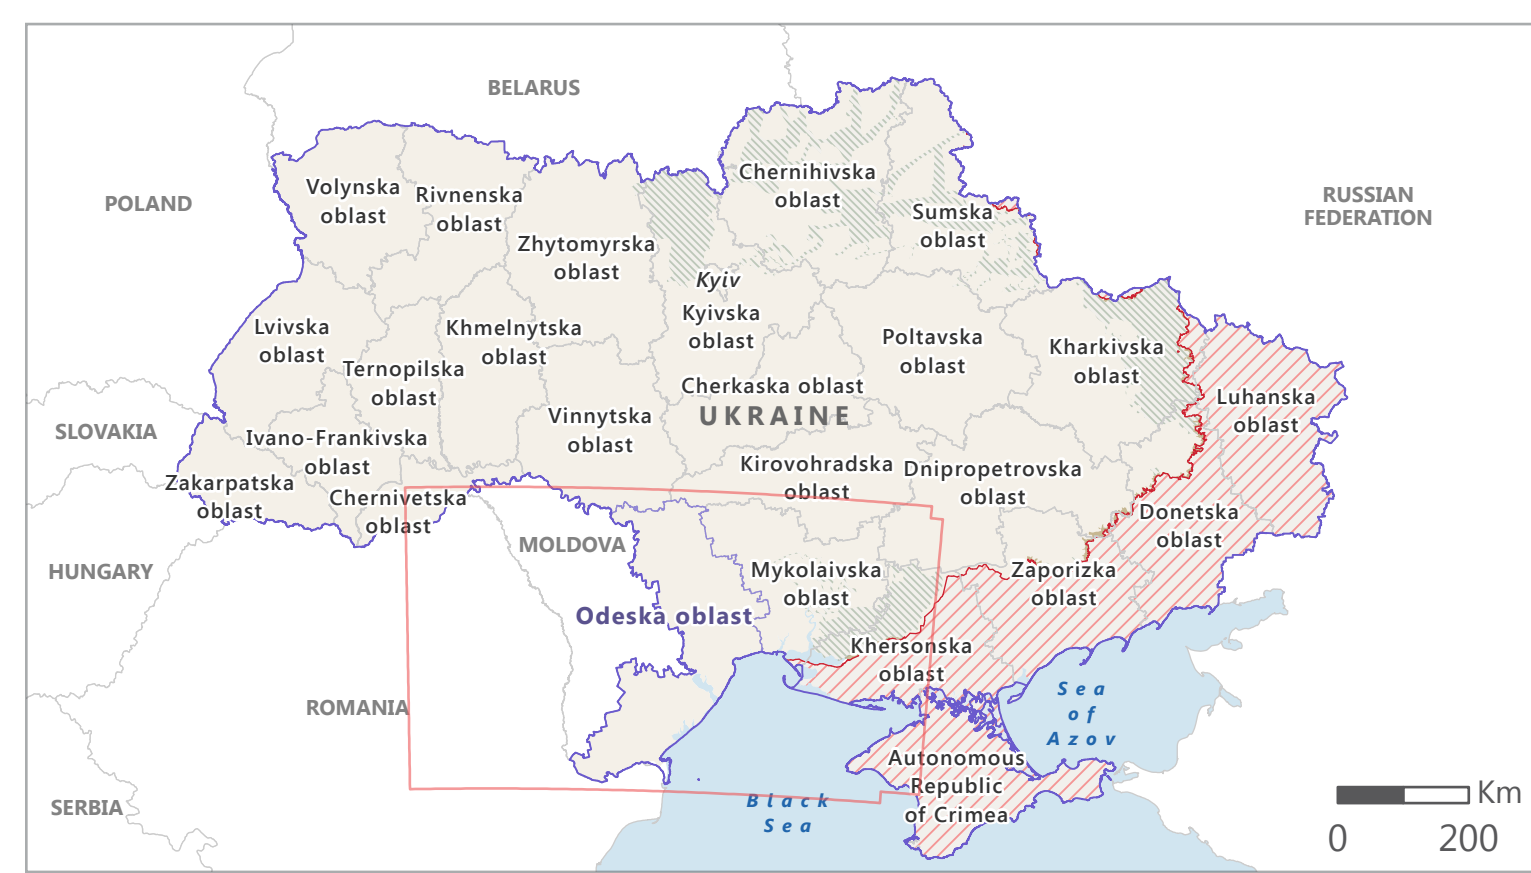 BELARUS
POLAND
RUSSIAN
FEDERATION
Chernihivska
oblast
Volynska
oblast
Rivnenska
oblast
Sumska
oblast
Zhytomyrska
oblast
Kyiv
Kyivska
oblast
Lvivska
oblast
Khmelnytska
oblast
Poltavska
oblast
Kharkivska
oblast
Ternopilska
oblast
Cherkaska oblast
UKRAINE
Luhanska
oblast
Vinnytska
oblast
SLOVAKIA
Ivano-Frankivska
oblast
Kirovohradska
oblast
Dnipropetrovska
oblast
Zakarpatska
oblast
Chernivetska
oblast
Donetska
oblast
MOLDOVA
HUNGARY
Mykolaivska
oblast
Zaporizka
oblast
Odeska oblast
Khersonska
oblast
Sea
of
Azov
ROMANIA
Autonomous
Republic
of Crimea
SERBIA
Black
Sea
Km
0 200